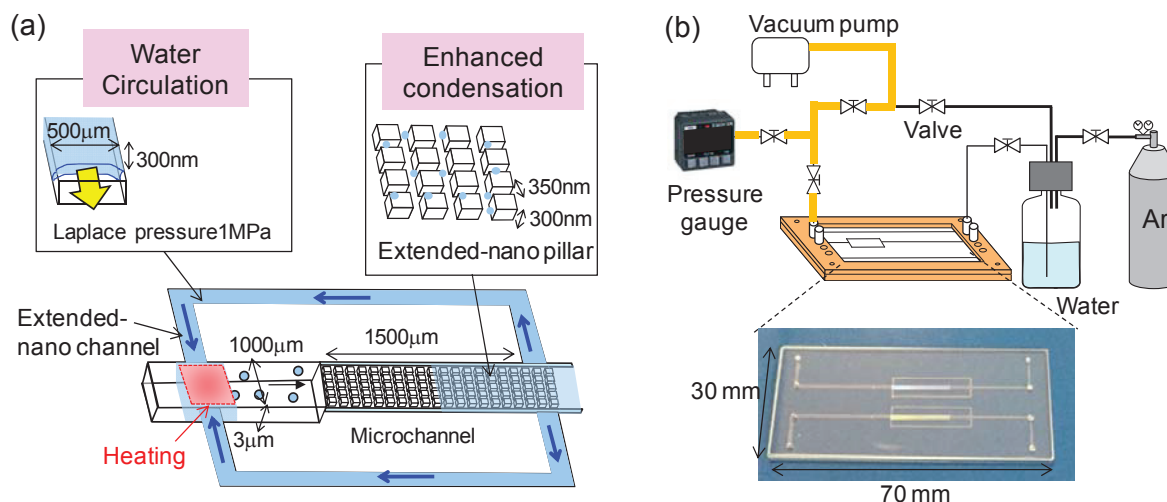 (a)
Water
Circulation
500μm
300nm
Laplace pressure1MPa
Enhanced
condensation
350nm
300nm
Extended-nano pillar
Extended-
nano channel
1000μm
1500μm
3μm
Microchannel
Heating
(b)
Vacuum pump
Valve
Pressure
gauge
Ar
Water
30 mm
70 mm